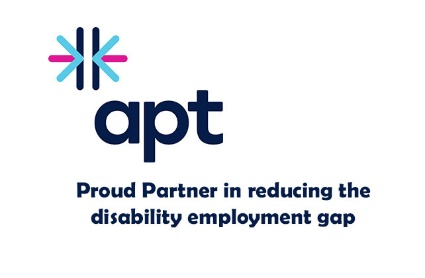 apt
Proud Partner in reducing the
disability employment gap